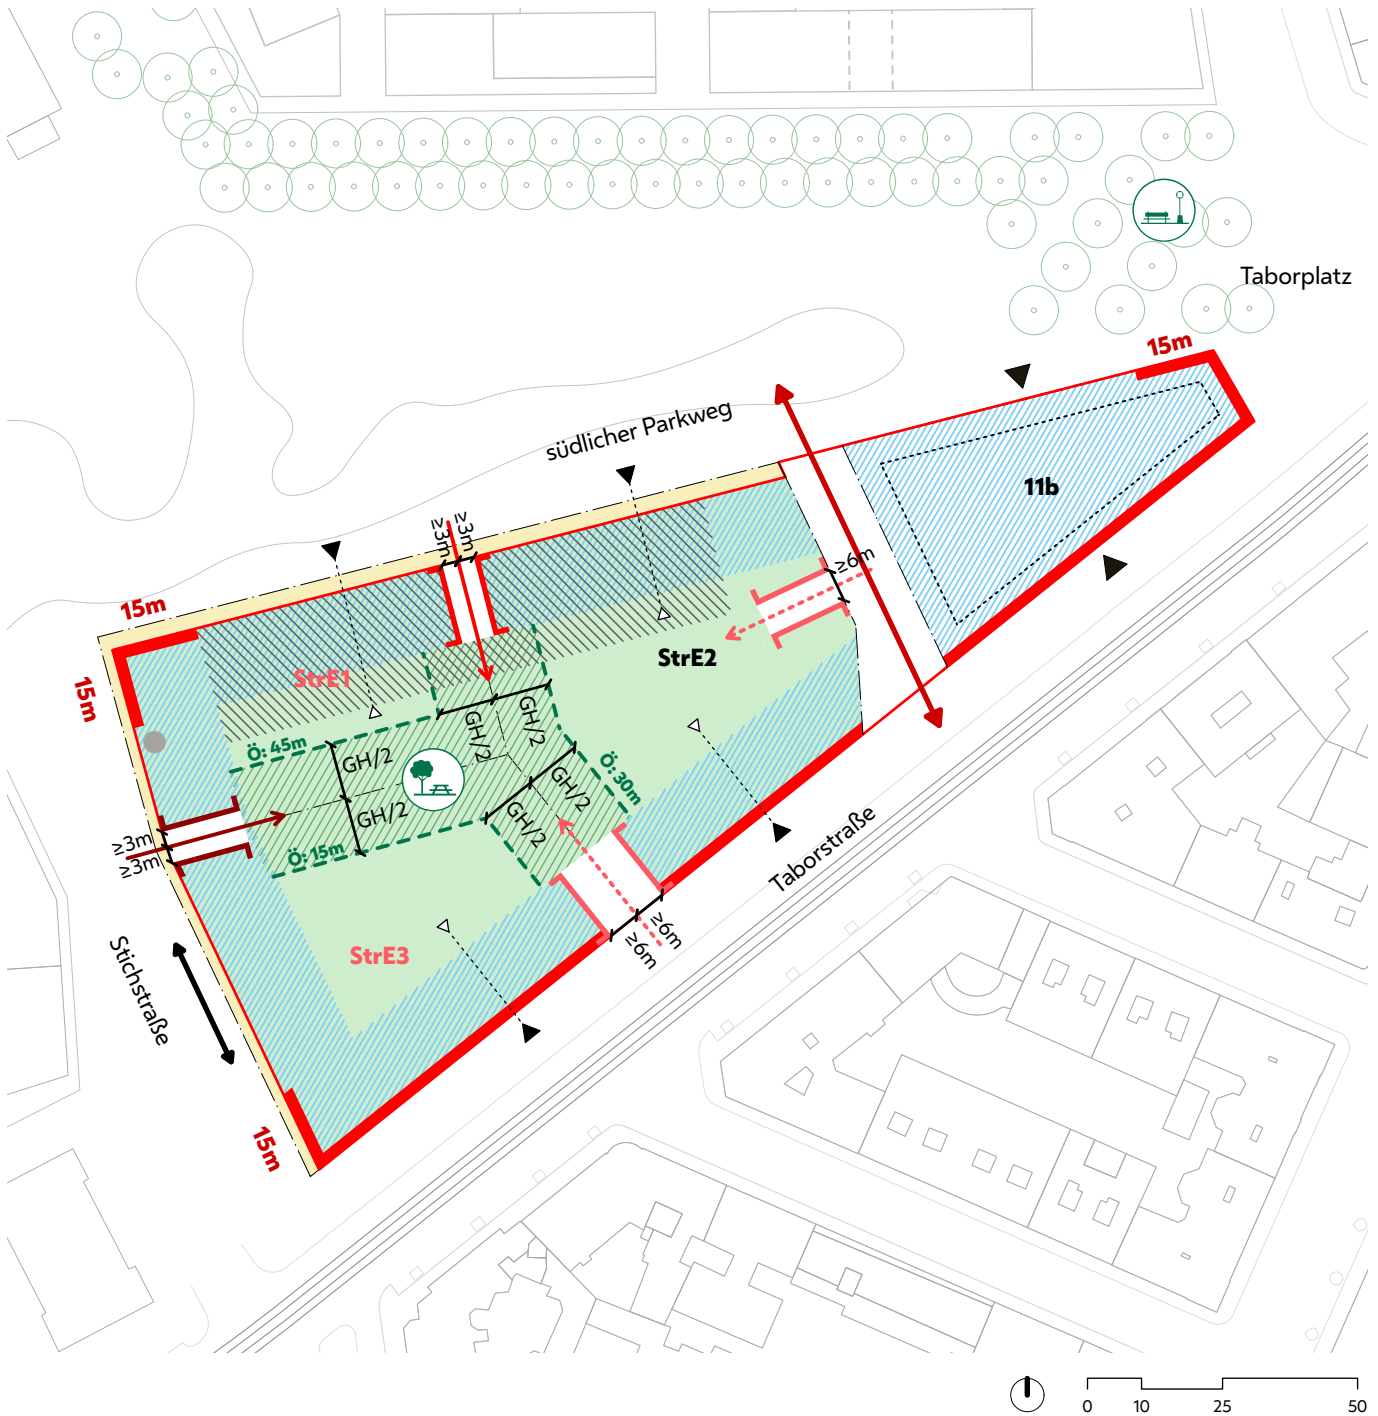 Taborplatz
15m
südlicher Parkweg
11b
≥3m
≥3m
≥6m
15m
StrE2
StrE1
15m
GH/2
GH/2
Ö: 45m
GH/2
Ö: 30m
GH/2
GH/2
GH/2
≥3m
≥3m
Ö: 15m
Taborstraße
StrE3
≥6m
≥6m
Stichstraße
15m
0 10 25 50